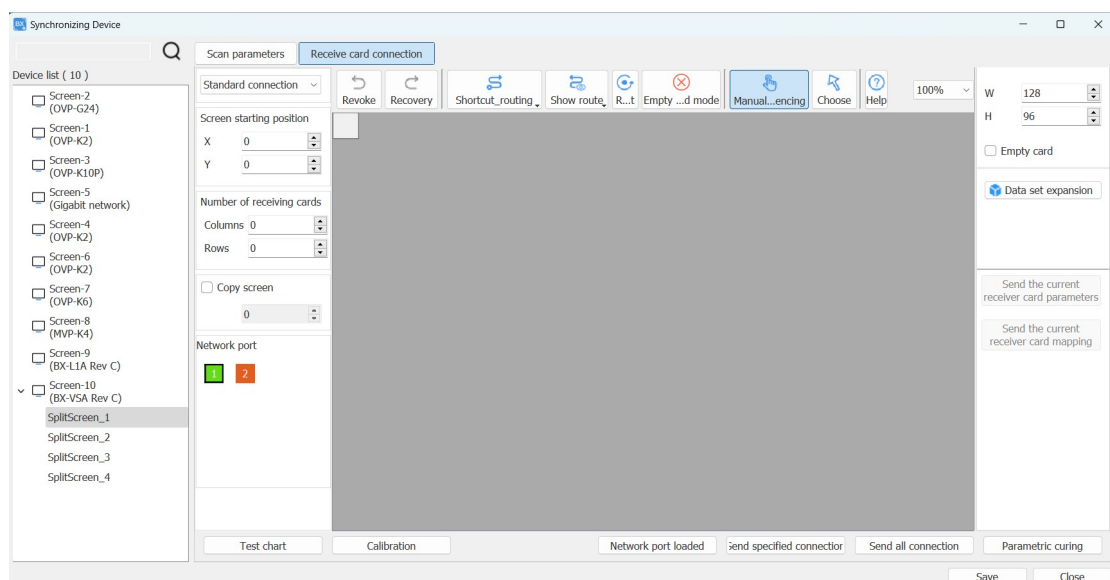 BX
Synchronizing Device
Device list ( 10 )
Screen-2
(OVP-G24)
Screen-1
(OVP-K2)
Screen-3
(OVP-K10P)
Screen-5
(Gigabit network)
Screen-4
(OVP-K2)
Screen-6
(OVP-K2)
Screen-7
(OVP-K6)
Screen-8
(MVP-K4)
Screen-9
(BX-L1A Rev C)
Screen-10
(BX-VSA Rev C)
SplitScreen_1
SplitScreen_2
SplitScreen_3
SplitScreen_4
Scan parameters
Receive card connection
Standard connection
Screen starting position
X 0
Y 0
Number of receiving cards
Columns 0
Rows 0
Copy screen
0
Network port
1 2
Revoke
Recovery
Shortcut_routing
Show route
R...t
Empty ...d mode
Manual...encing
Choose
Help
100%
W 128
H 96
Empty card
Data set expansion
Send the current
receiver card parameters
Send the current
receiver card mapping
Test chart
Calibration
Network port loaded
Send specified connection
Send all connection
Parametric curing
Save
Close